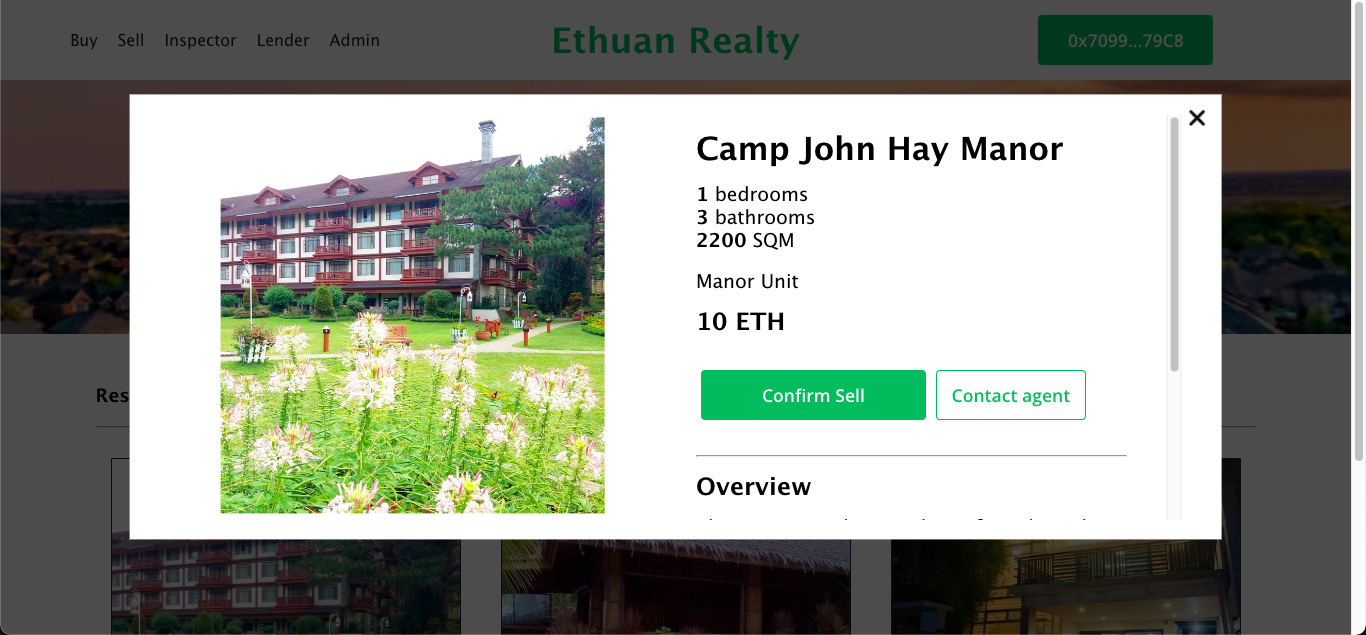 Buy Sell Inspector Lender Admin
Ethuan Realty
0x7099...79C8
Camp John Hay Manor
1 bedrooms
3 bathrooms
2200 SQM
Manor Unit
10 ETH
Confirm Sell Contact agent
Res
Overview